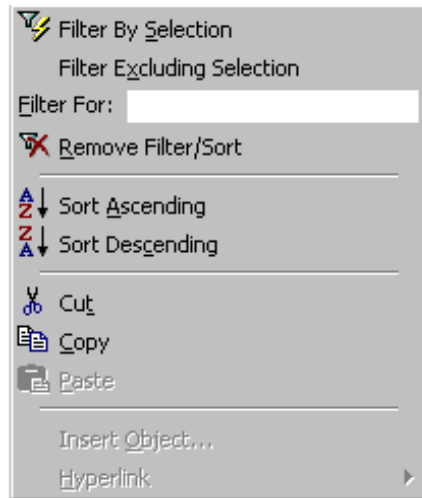 Filter By Selection
Filter Excluding Selection
Filter For:
Remove Filter/Sort
Sort Ascending
Sort Descending
Cut
Copy
Paste
Insert Object...
Hyperlink